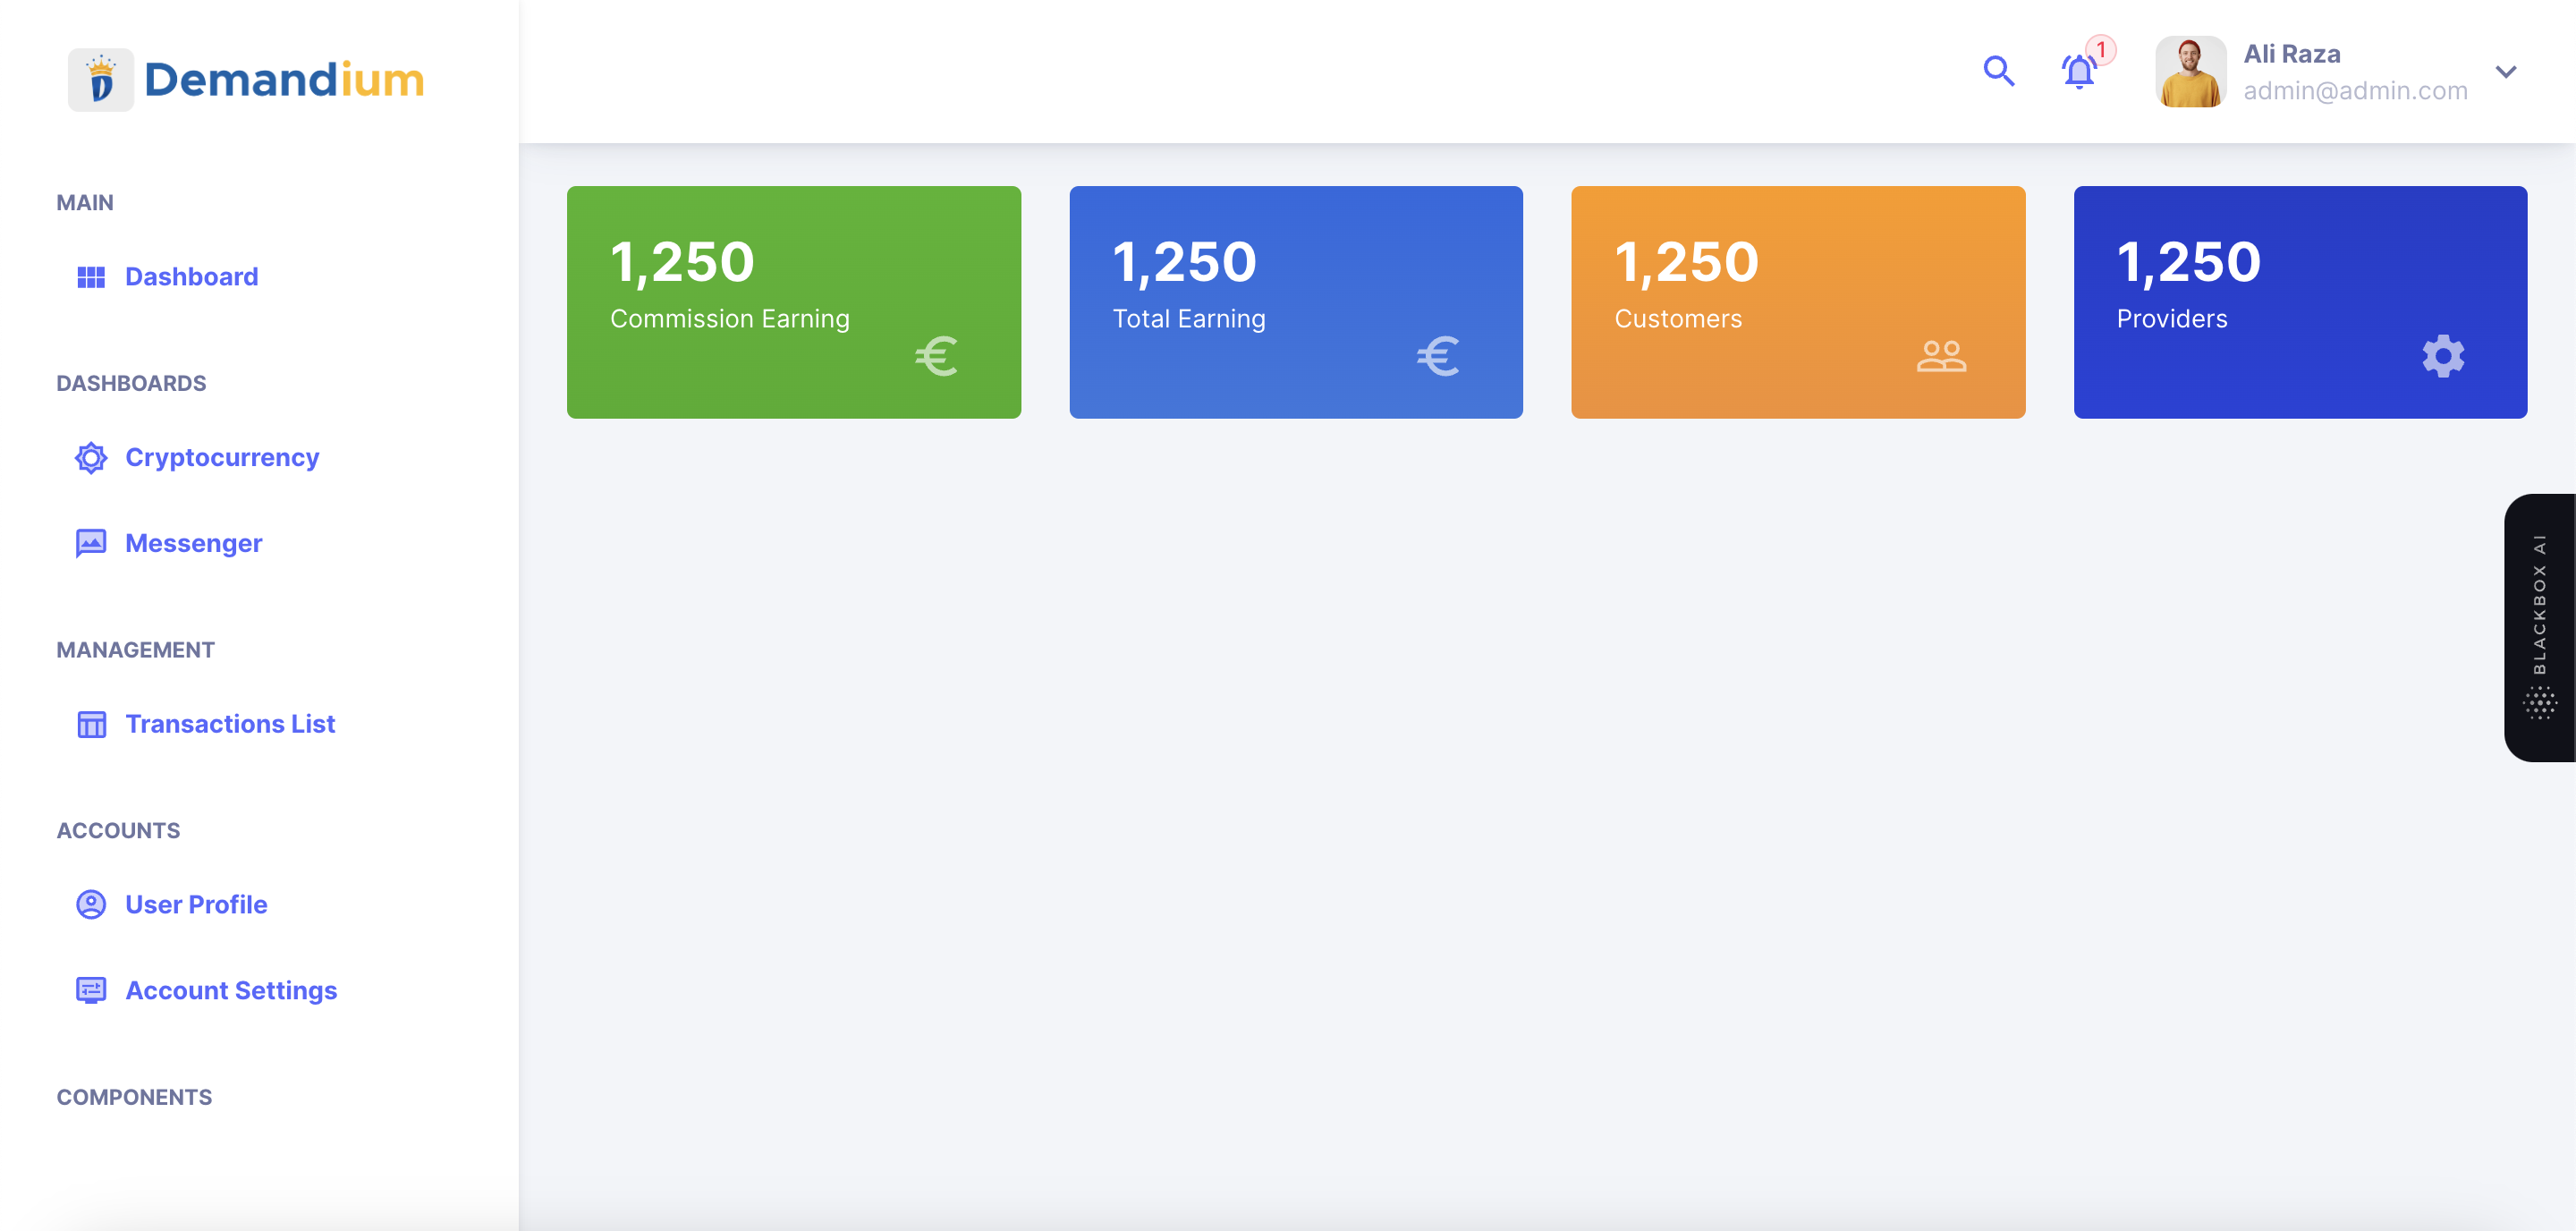 Demandium
MAIN
Dashboard
DASHBOARDS
Cryptocurrency
Messenger
MANAGEMENT
Transactions List
ACCOUNTS
User Profile
Account Settings
COMPONENTS
1
Ali Raza
admin@admin.com
1,250
Commission Earning
1,250
Total Earning
1,250
Customers
1,250
Providers
BLACKBOX AI